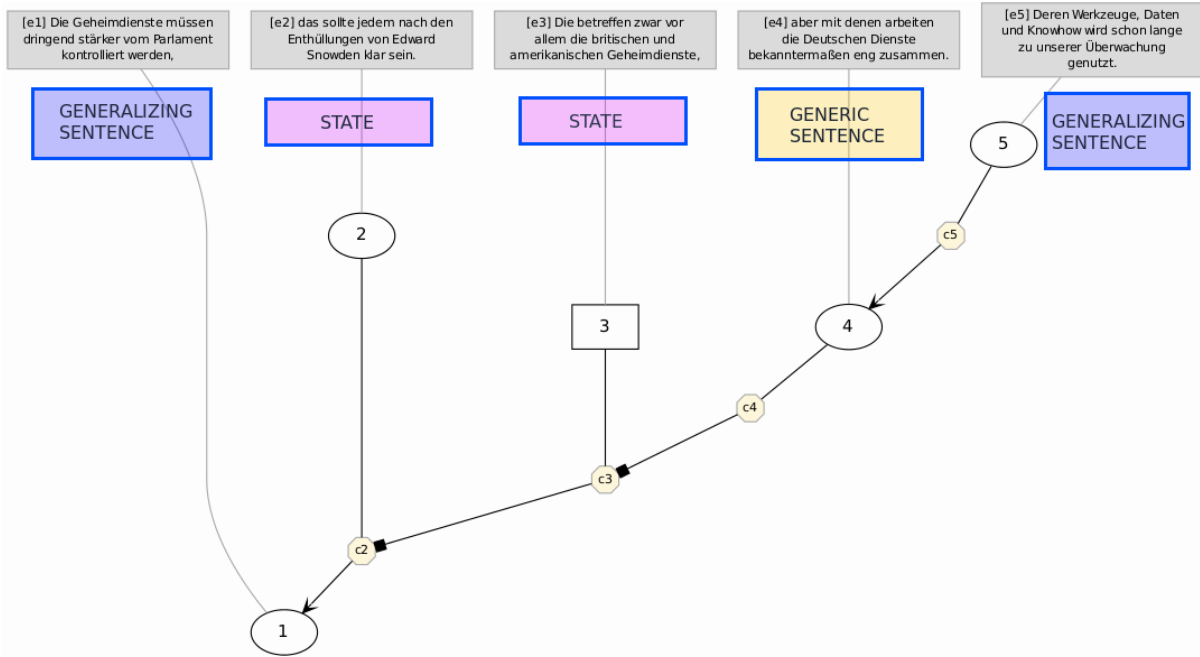 [e1] Die Geheimdienste müssen
dringend stärker vom Parlament
kontrolliert werden,
[e2] das sollte jedem nach den
Enthüllungen von Edward
Snowden klar sein.
[e3] Die betreffen zwar vor
allem die britischen und
amerikanischen Geheimdienste,
[e4] aber mit denen arbeiten
die Deutschen Dienste
bekanntermaßen eng zusammen.
[e5] Deren Werkzeuge, Daten
und Knowhow wird schon lange
zu unserer Überwachung
genutzt.
GENERALIZING
SENTENCE
STATE
STATE
GENERIC
SENTENCE
GENERALIZING
SENTENCE
5
2
c5
3
4
c4
c3
c2
1